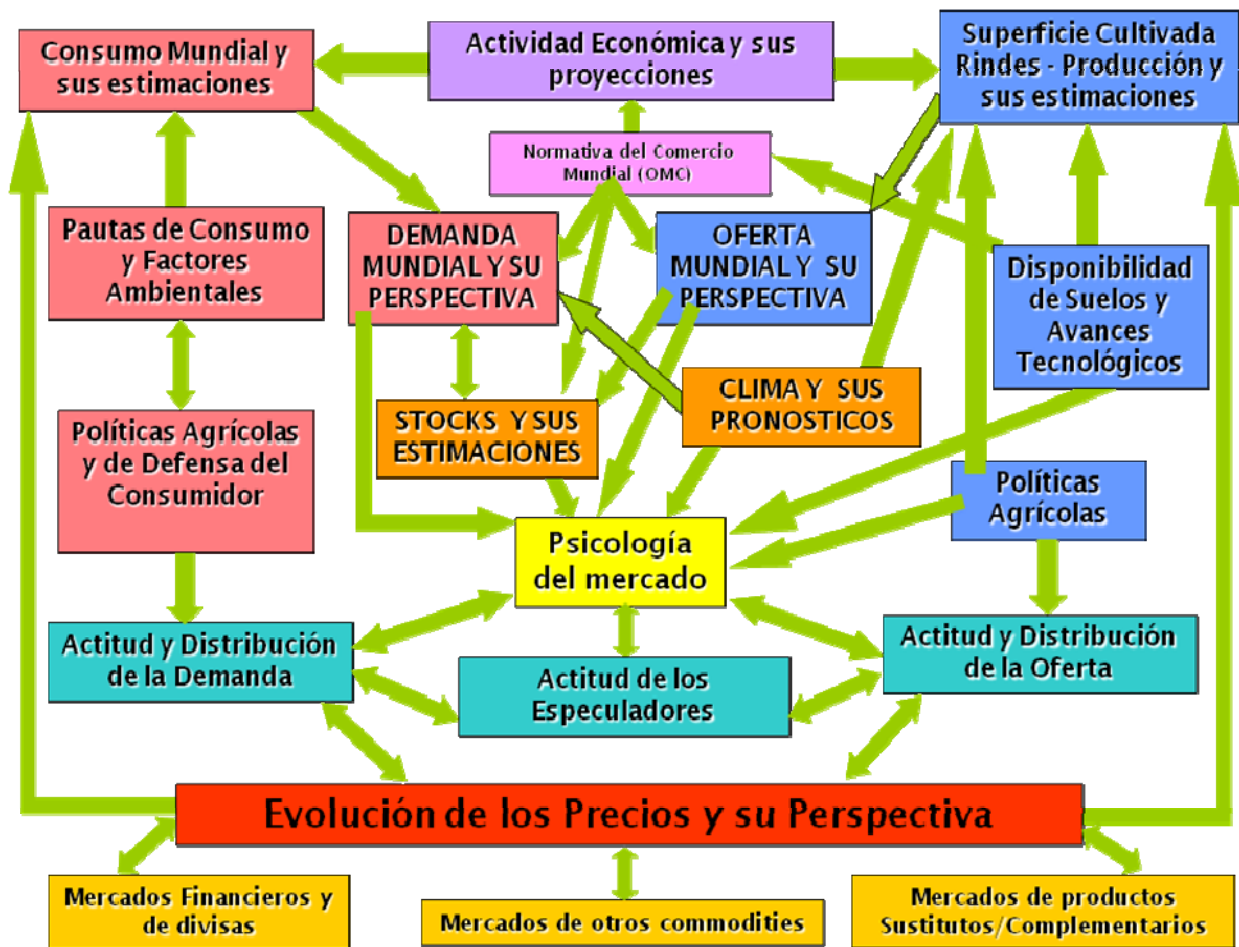 Consumo Mundial y
sus estimaciones
Actividad Económica y sus
proyecciones
Superficie Cultivada
Rindes - Producción y
sus estimaciones
Normativa del Comercio
Mundial (OMC)
Pautas de Consumo
y Factores
Ambientales
DEMANDA
MUNDIAL Y SU
PERSPECTIVA
OFERTA
MUNDIAL Y SU
PERSPECTIVA
Disponibilidad
de Suelos y
Avances
Tecnológicos
CLIMA Y SUS
PRONOSTICOS
STOCKS Y SUS
ESTIMACIONES
Políticas Agrícolas
y de Defensa del
Consumidor
Políticas
Agrícolas
Psicología
del mercado
Actitud y Distribución
de la Demanda
Actitud de los
Especuladores
Actitud y Distribución
de la Oferta
Evolución de los Precios y su Perspectiva
Mercados Financieros y
de divisas
Mercados de otros commodities
Mercados de productos
Sustitutos/Complementarios